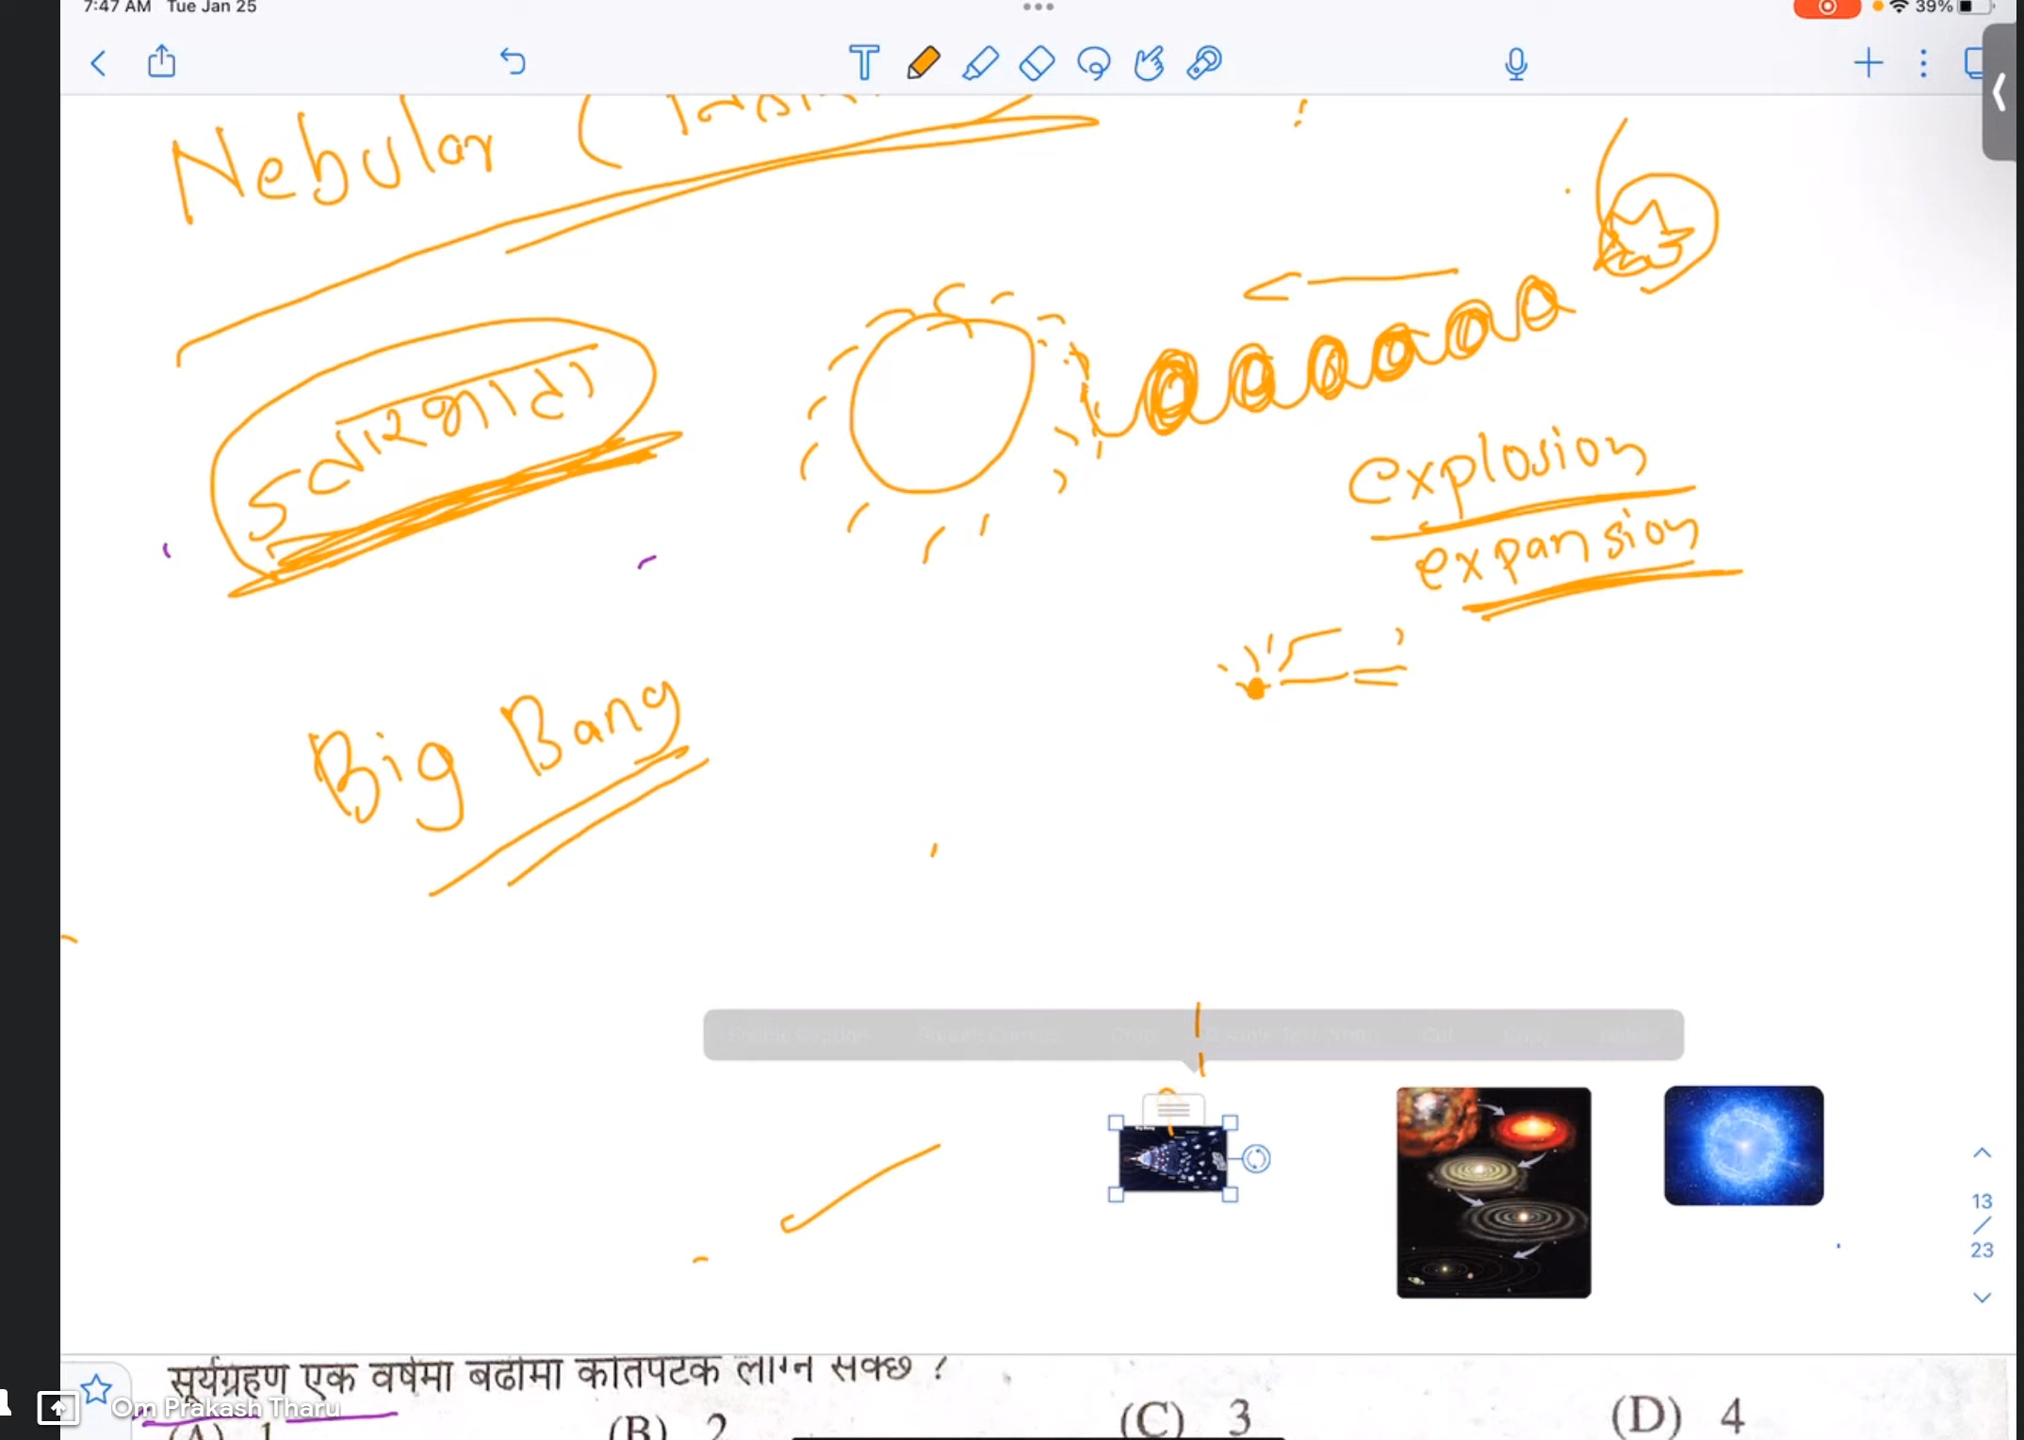 7:47 AM Tue Jan 25
39%
Nebular (
explosion
expansion
Big Bang
13
/
23
सूर्यग्रहण एक वर्षमा बढीमा कतिपटक लाग्न सक्छ ?
Om Prakash Tharu
(A) 1 (B) 2 (C) 3 (D) 4